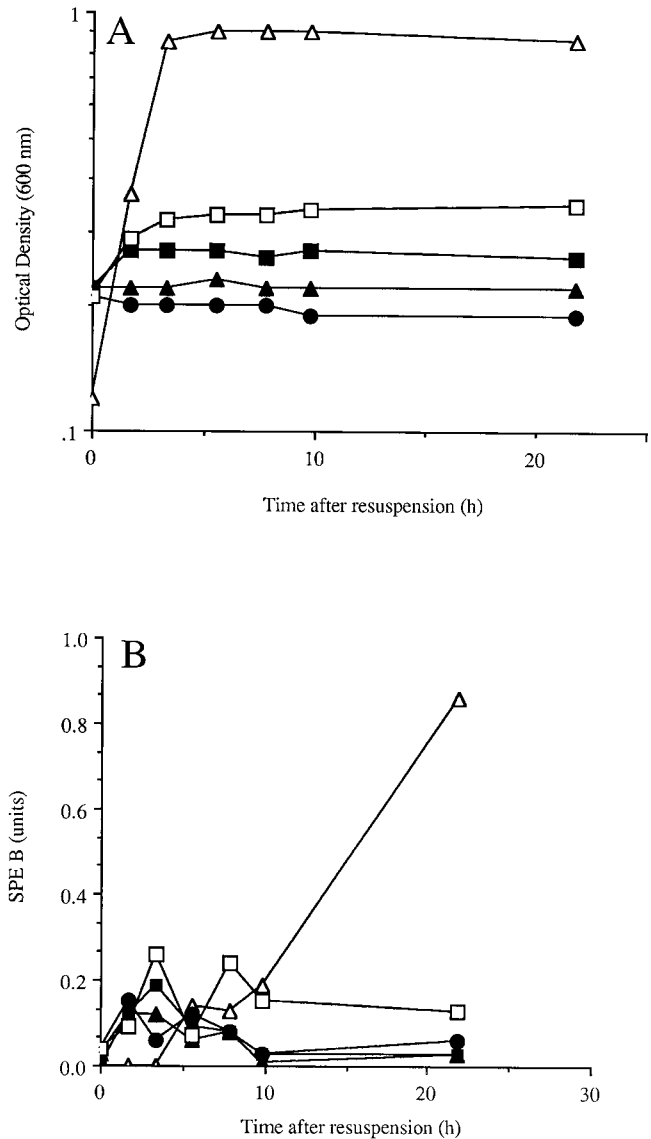 1
A
Optical Density (600 nm)
.1
0
10
20
Time after resuspension (h)
1.0
B
0.8
0.6
SPE B (units)
0.4
0.2
0.0
0
10
20
30
Time after resuspension (h)